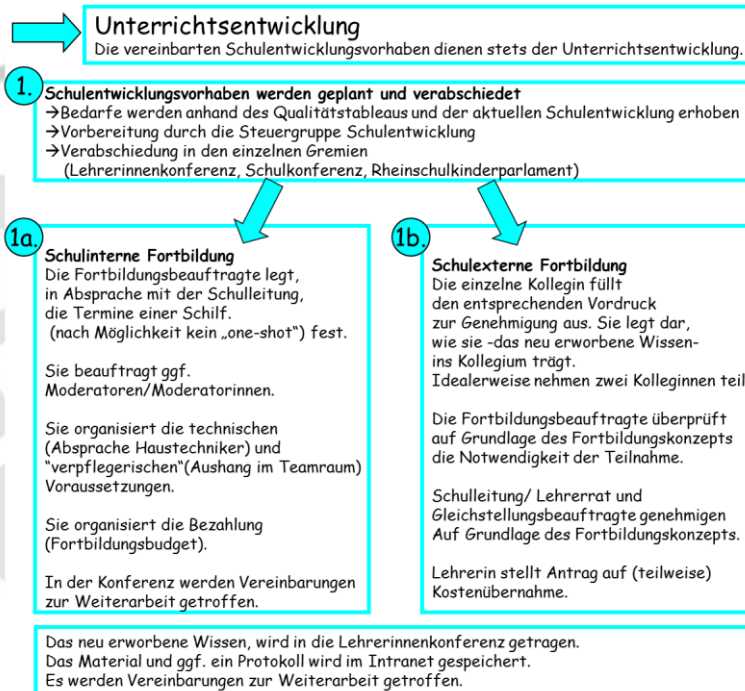 Unterrichtsentwicklung
Die vereinbarten Schulentwicklungsvorhaben dienen stets der Unterrichtsentwicklung.
1.
Schulentwicklungsvorhaben werden geplant und verabschiedet
→Bedarfe werden anhand des Qualitätstableaus und der aktuellen Schulentwicklung erhoben
→Vorbereitung durch die Steuergruppe Schulentwicklung
→Verabschiedung in den einzelnen Gremien
(Lehrerinnenkonferenz, Schulkonferenz, Rheinschulkinderparlament)
1a.
Schulinterne Fortbildung
Die Fortbildungsbeauftragte legt,
in Absprache mit der Schulleitung,
die Termine einer Schilf.
(nach Möglichkeit kein „one-shot“) fest.
Sie beauftragt ggf.
Moderatoren/Moderatorinnen.
Sie organisiert die technischen
(Absprache Haustechniker) und
"verpflegerischen"(Aushang im Teamraum)
Voraussetzungen.
Sie organisiert die Bezahlung
(Fortbildungsbudget).
In der Konferenz werden Vereinbarungen
zur Weiterarbeit getroffen.
1b.
Schulexterne Fortbildung
Die einzelne Kollegin füllt
den entsprechenden Vordruck
zur Genehmigung aus. Sie legt dar,
wie sie -das neu erworbene Wissen-
ins Kollegium trägt.
Idealerweise nehmen zwei Kolleginnen teil
Die Fortbildungsbeauftragte überprüft
auf Grundlage des Fortbildungskonzepts
die Notwendigkeit der Teilnahme.
Schulleitung/ Lehrerrat und
Gleichstellungsbeauftragte genehmigen
Auf Grundlage des Fortbildungskonzepts.
Lehrerin stellt Antrag auf (teilweise)
Kostenübernahme.
Das neu erworbene Wissen, wird in die Lehrerinnenkonferenz getragen.
Das Material und ggf. ein Protokoll wird im Intranet gespeichert.
Es werden Vereinbarungen zur Weiterarbeit getroffen.